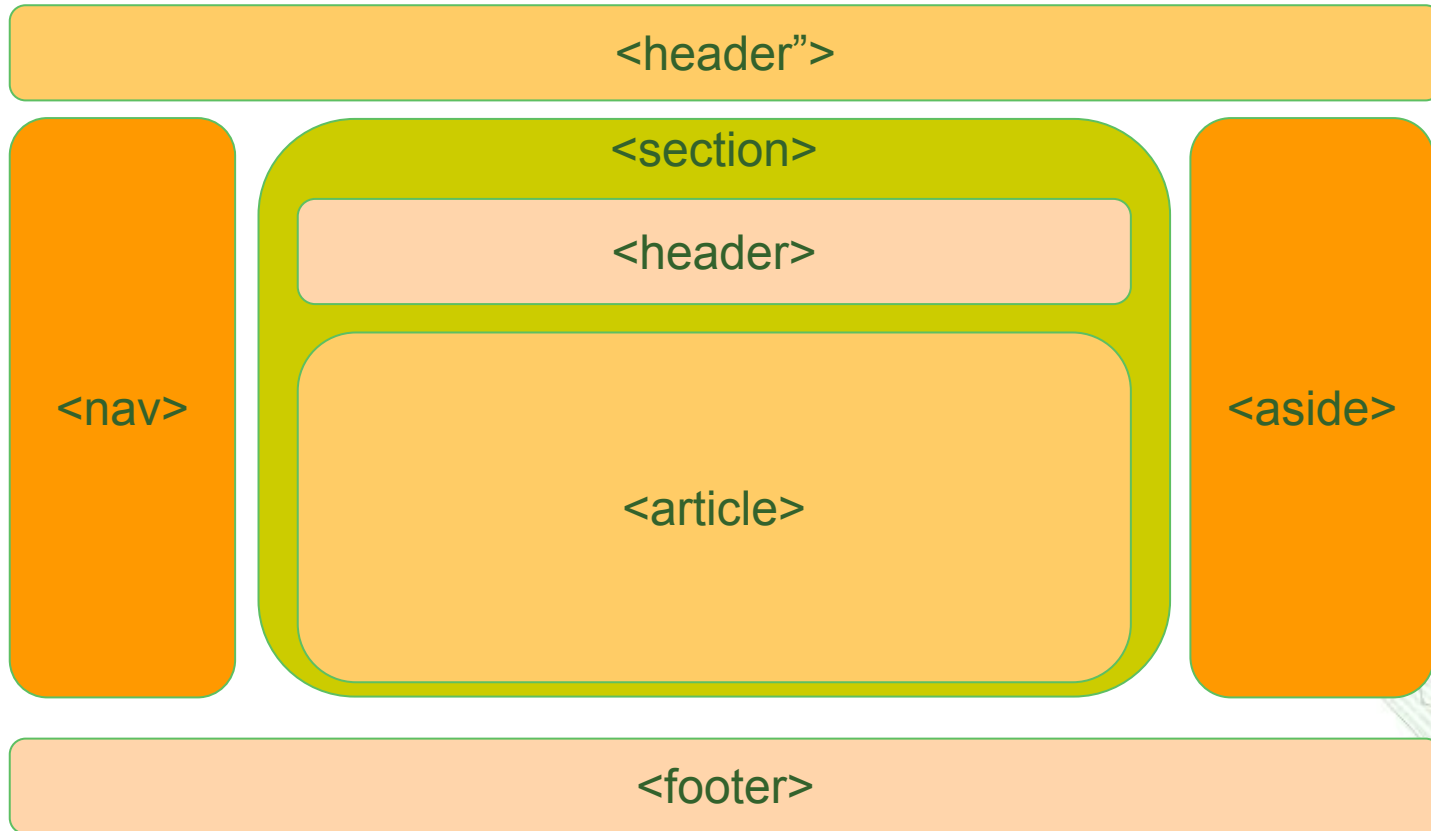 <header”>
<section>
<header>
<nav>
<article>
<aside>
<footer>